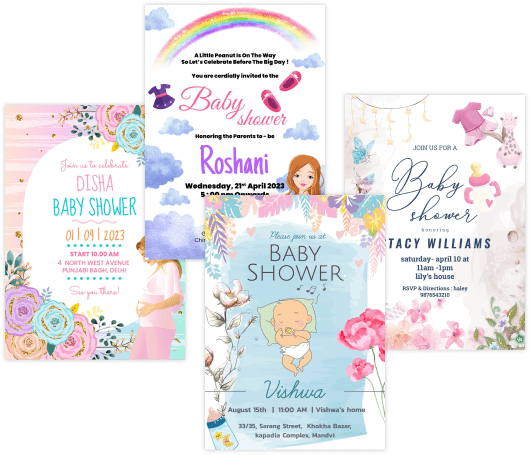 A Little Peanut Is On The Way
So Let's Celebrate Before The Big Day !
You are cordially invited to the
Baby
shower
Honoring the Parents to - be
Roshani
Wednesday, 21st April 2023
5:00 pm Onwards
Join us to celebrate
DISHA
BABY SHOWER
01 | 09 | 2023
START 10.00 AM
4 NORTH WEST AVENUE
PUNJABI BAGH, DELHI
See you there!
JOIN US FOR A
Baby
shower
honoring
TACY WILLIAMS
saturday- april 10 at
11am -1pm
lily's house
RSVP & Directions : haley
9876543210
Please join us at
BABY
SHOWER
Vishwa
August 15th | 11:00 AM | Vishwa's home
33/35, Sarang Street, Khokha Bazar,
kapadia Complex, Mandvi